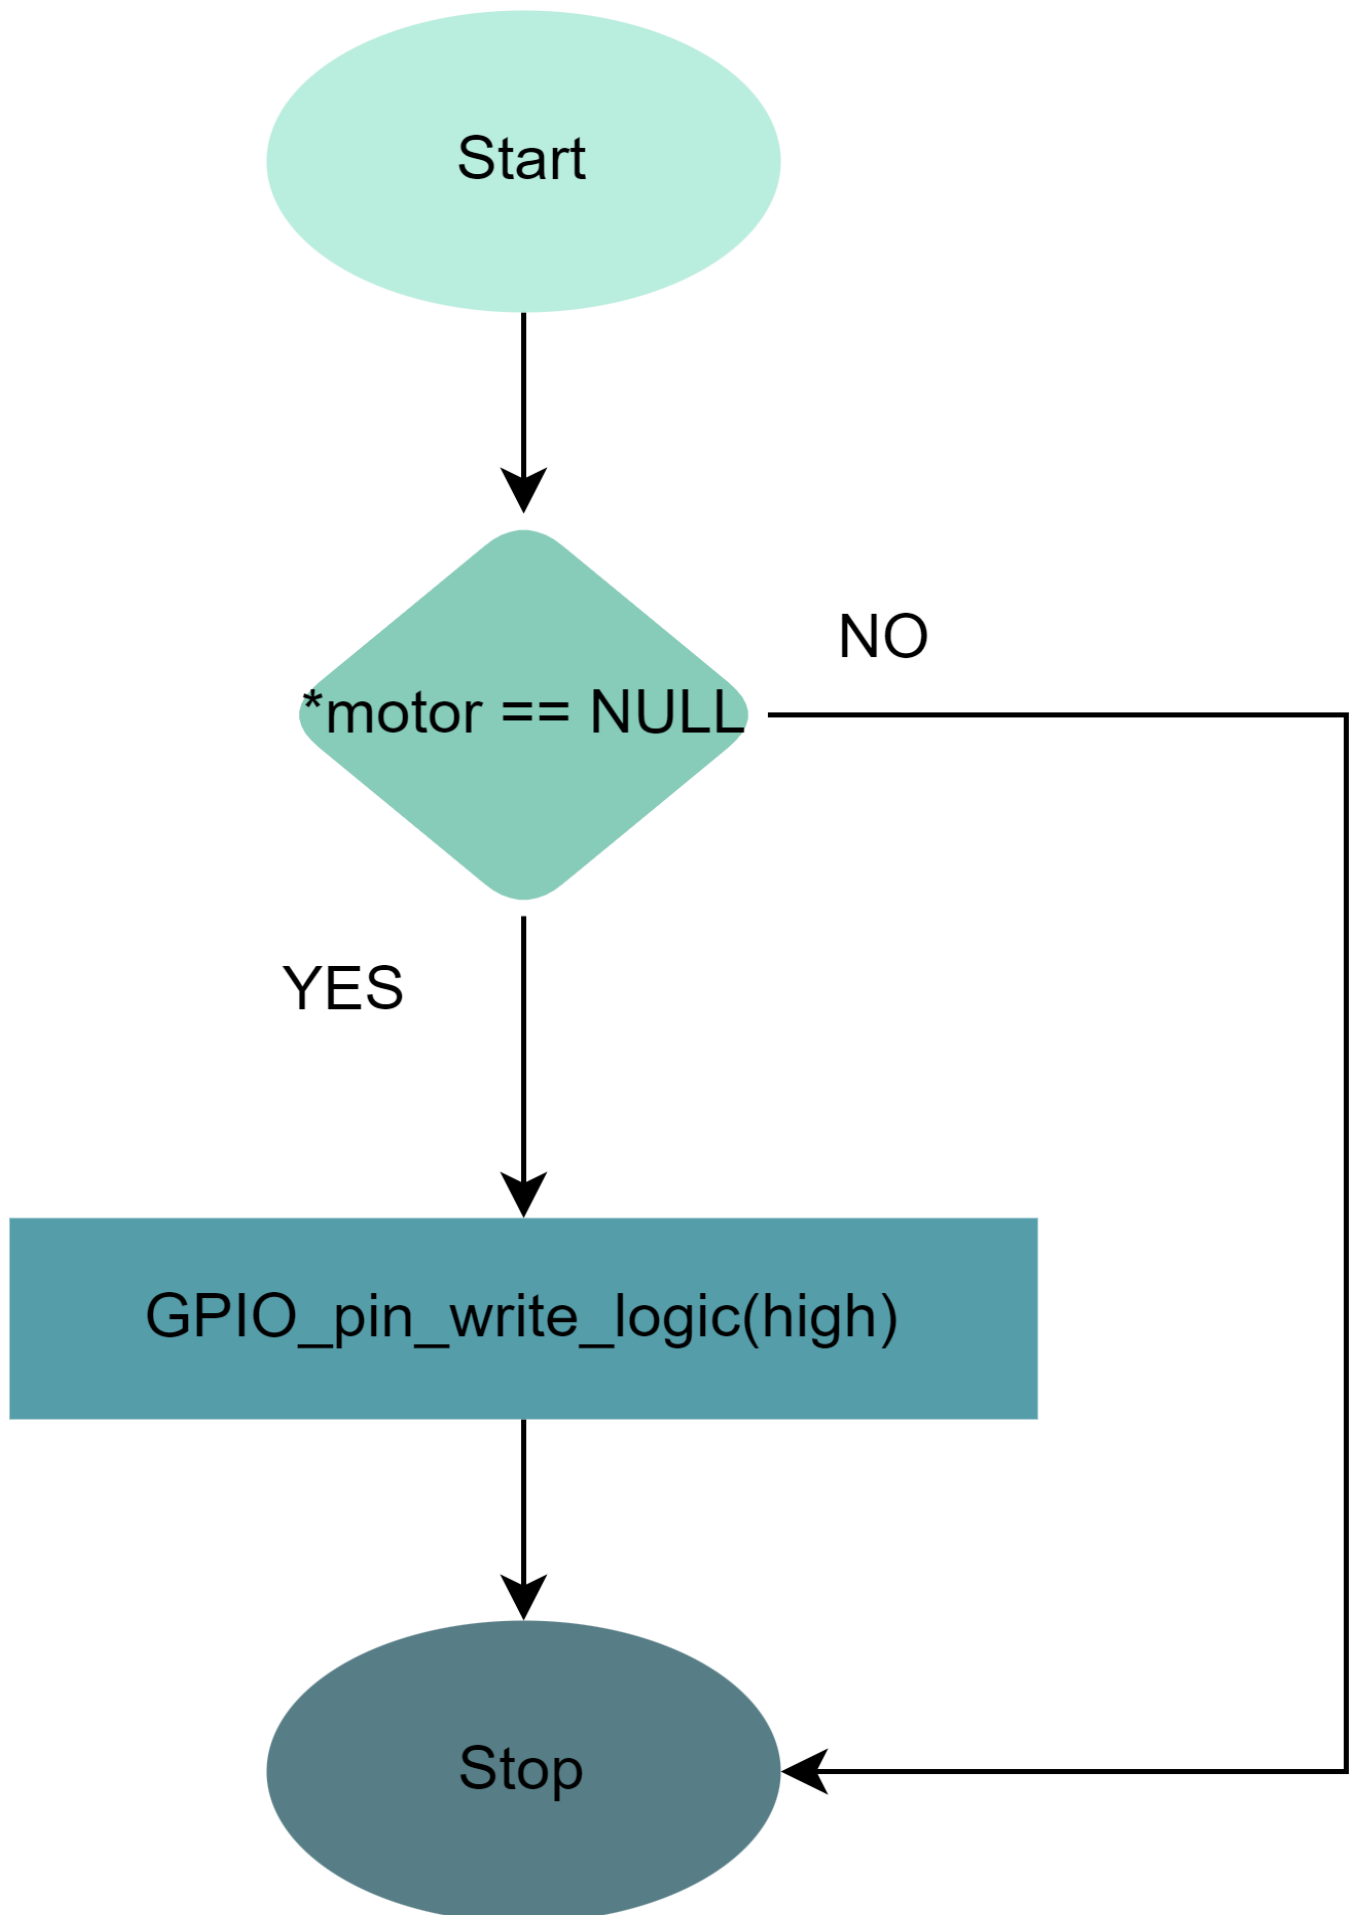 Start
*motor == NULL
NO
YES
GPIO_pin_write_logic(high)
Stop